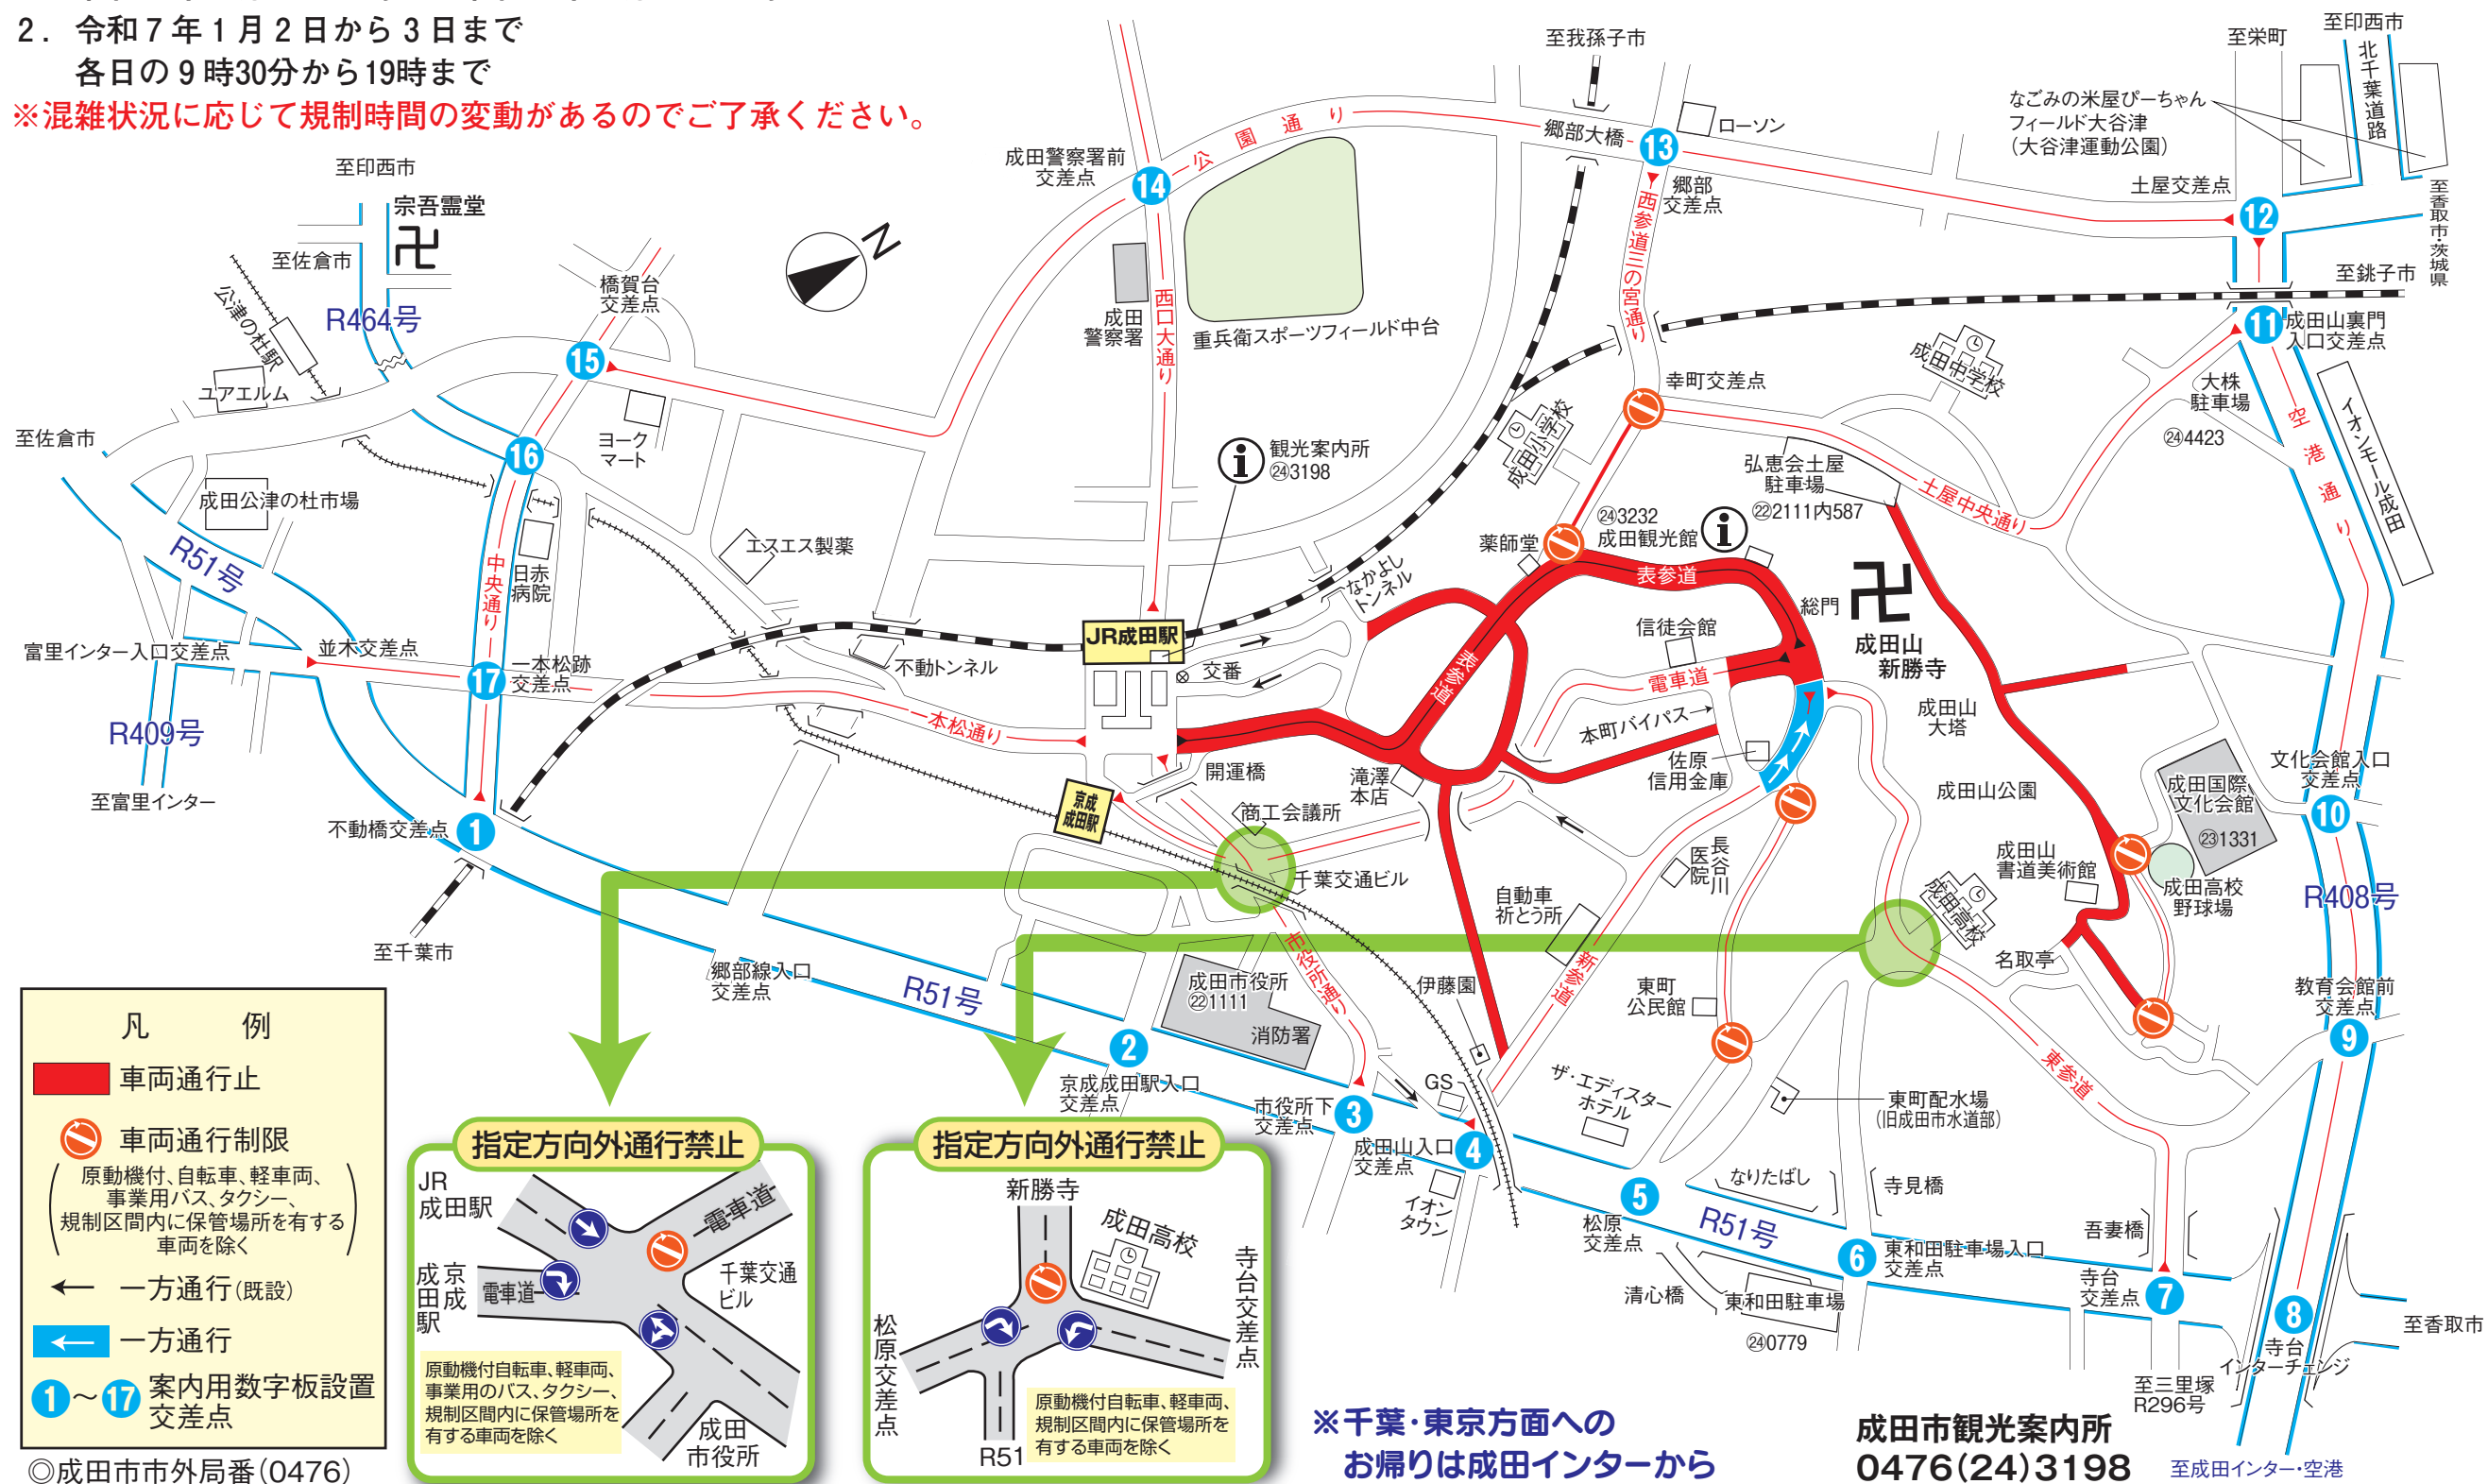 2. 令和7年1月2日から3日まで
各日の9時30分から19時まで
※混雑状況に応じて規制時間の変動があるのでご了承ください。
至印西市
宗吾霊堂
至佐倉市
公津の杜駅
R464号
ユアエルム
至佐倉市
成田公津の杜市場
R51号
富里インター入口交差点
並木交差点
R409号
至富里インター
不動橋交差点
1
至千葉市
橋賀台
交差点
15
16
ヨーク
マート
中央通り
日赤
病院
17
一本松跡
交差点
エスエス製薬
不動トンネル
一本松通り
N
成田警察署前
交差点
14
公園通り
成田
警察署
西口大通り
重兵衛スポーツフィールド中台
観光案内所
㉔3198
JR成田駅
交番
なかよし
トンネル
開運橋
京成
成田駅
商工会議所
滝澤
本店
千葉交通ビル
至我孫子市
郷部大橋
13
ローソン
郷部
交差点
西参道三の宮通り
幸町交差点
成田小学校
薬師堂
㉔3232
成田観光館
弘恵会土屋
駐車場
㉒2111内587
表参道
表参道
総門
成田山
新勝寺
信徒会館
電車道
本町バイパス→
佐原
信用金庫
至栄町
至印西市
北千葉道路
なごみの米屋ぴーちゃん
フィールド大谷津
(大谷津運動公園)
土屋交差点
12
至香取市・茨城県
至銚子市
11
成田山裏門
入口交差点
成田中学校
大株
駐車場
㉔4423
空港通り
イオンモール成田
土屋中央通り
成田山
大塔
成田山公園
成田国際
文化会館
㉓1331
文化会館入口
交差点
10
成田山
書道美術館
成田高校
野球場
R408号
成田高校
名取亭
教育会館前
交差点
9
東参道
長谷川
医院
自動車
祈とう所
新参道
東町
公民館
伊藤園
市役所通り
成田市役所
㉒1111
消防署
郷部線入口
交差点
R51号
2
京成成田駅入口
交差点
市役所下
交差点
3
GS
成田山入口
交差点
4
イオン
タウン
ザ・エディスター
ホテル
東町配水場
(旧成田市水道部)
5
松原
交差点
なりたばし
寺見橋
R51号
清心橋
東和田駐車場
㉔0779
6
東和田駐車場入口
交差点
吾妻橋
寺台
交差点
7
8
寺台
インターチェンジ
至香取市
至三里塚
R296号
至成田インター・空港
凡 例
車両通行止
車両通行制限
(原動機付、自転車、軽車両、
事業用バス、タクシー、
規制区間内に保管場所を有する
車両を除く)
一方通行(既設)
一方通行
1～17 案内用数字板設置
交差点
◎成田市市外局番(0476)
指定方向外通行禁止
JR
成田駅
電車道
京成
成田駅
電車道
千葉交通
ビル
成田
市役所
原動機付自転車、軽車両、
事業用のバス、タクシー、
規制区間内に保管場所を
有する車両を除く
指定方向外通行禁止
新勝寺
成田高校
寺台交差点
松原交差点
R51
原動機付自転車、軽車両、
規制区間内に保管場所を
有する車両を除く
※千葉・東京方面への
お帰りは成田インターから
成田市観光案内所
0476(24)3198